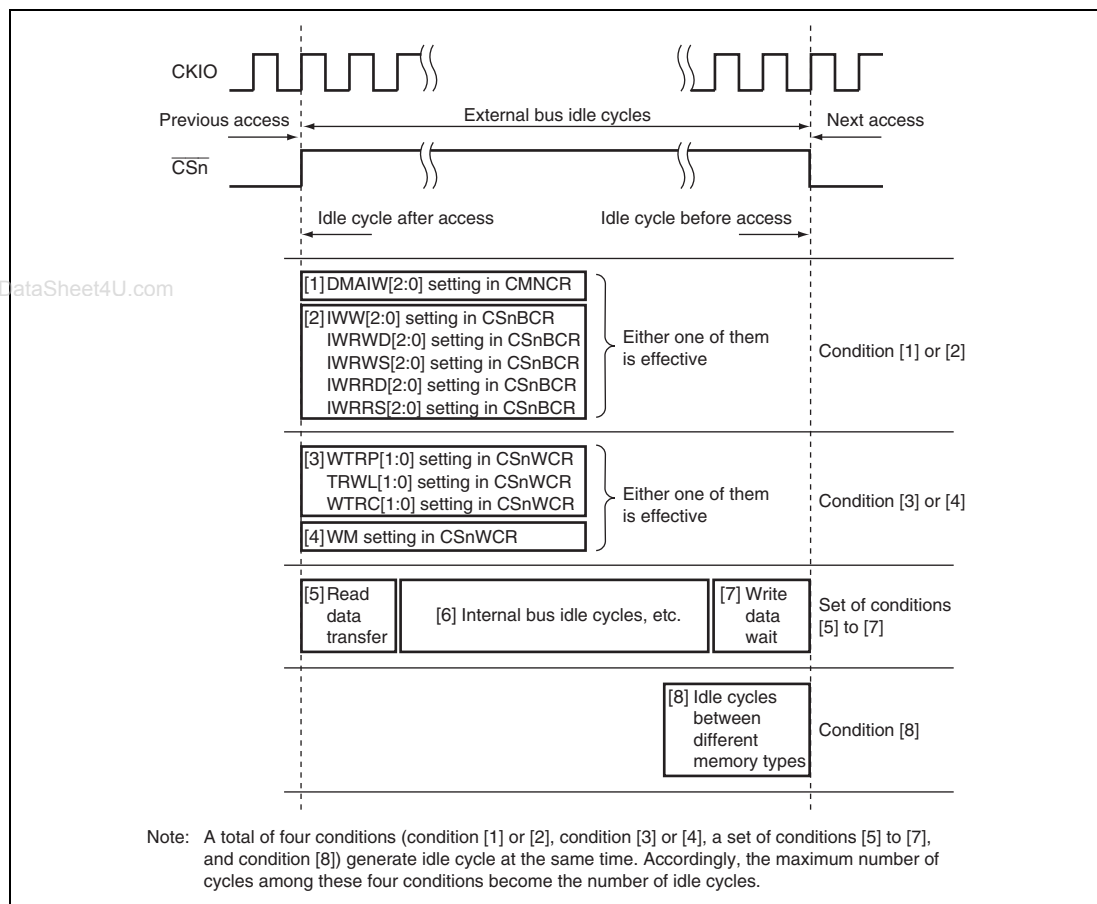 CKIO
Previous access
External bus idle cycles
Next access
CSn
Idle cycle after access
Idle cycle before access
DataSheet4U.com
[1] DMAIW[2:0] setting in CMNCR
[2] IWW[2:0] setting in CSnBCR
IWRWD[2:0] setting in CSnBCR
IWRWS[2:0] setting in CSnBCR
IWRRD[2:0] setting in CSnBCR
IWRRS[2:0] setting in CSnBCR
Either one of them
is effective
Condition [1] or [2]
[3] WTRP[1:0] setting in CSnWCR
TRWL[1:0] setting in CSnWCR
WTRC[1:0] setting in CSnWCR
[4] WM setting in CSnWCR
Either one of them
is effective
Condition [3] or [4]
[5] Read
data
transfer
[6] Internal bus idle cycles, etc.
[7] Write
data
wait
Set of conditions
[5] to [7]
[8] Idle cycles
between
different
memory types
Condition [8]
Note: A total of four conditions (condition [1] or [2], condition [3] or [4], a set of conditions [5] to [7],
and condition [8]) generate idle cycle at the same time. Accordingly, the maximum number of
cycles among these four conditions become the number of idle cycles.